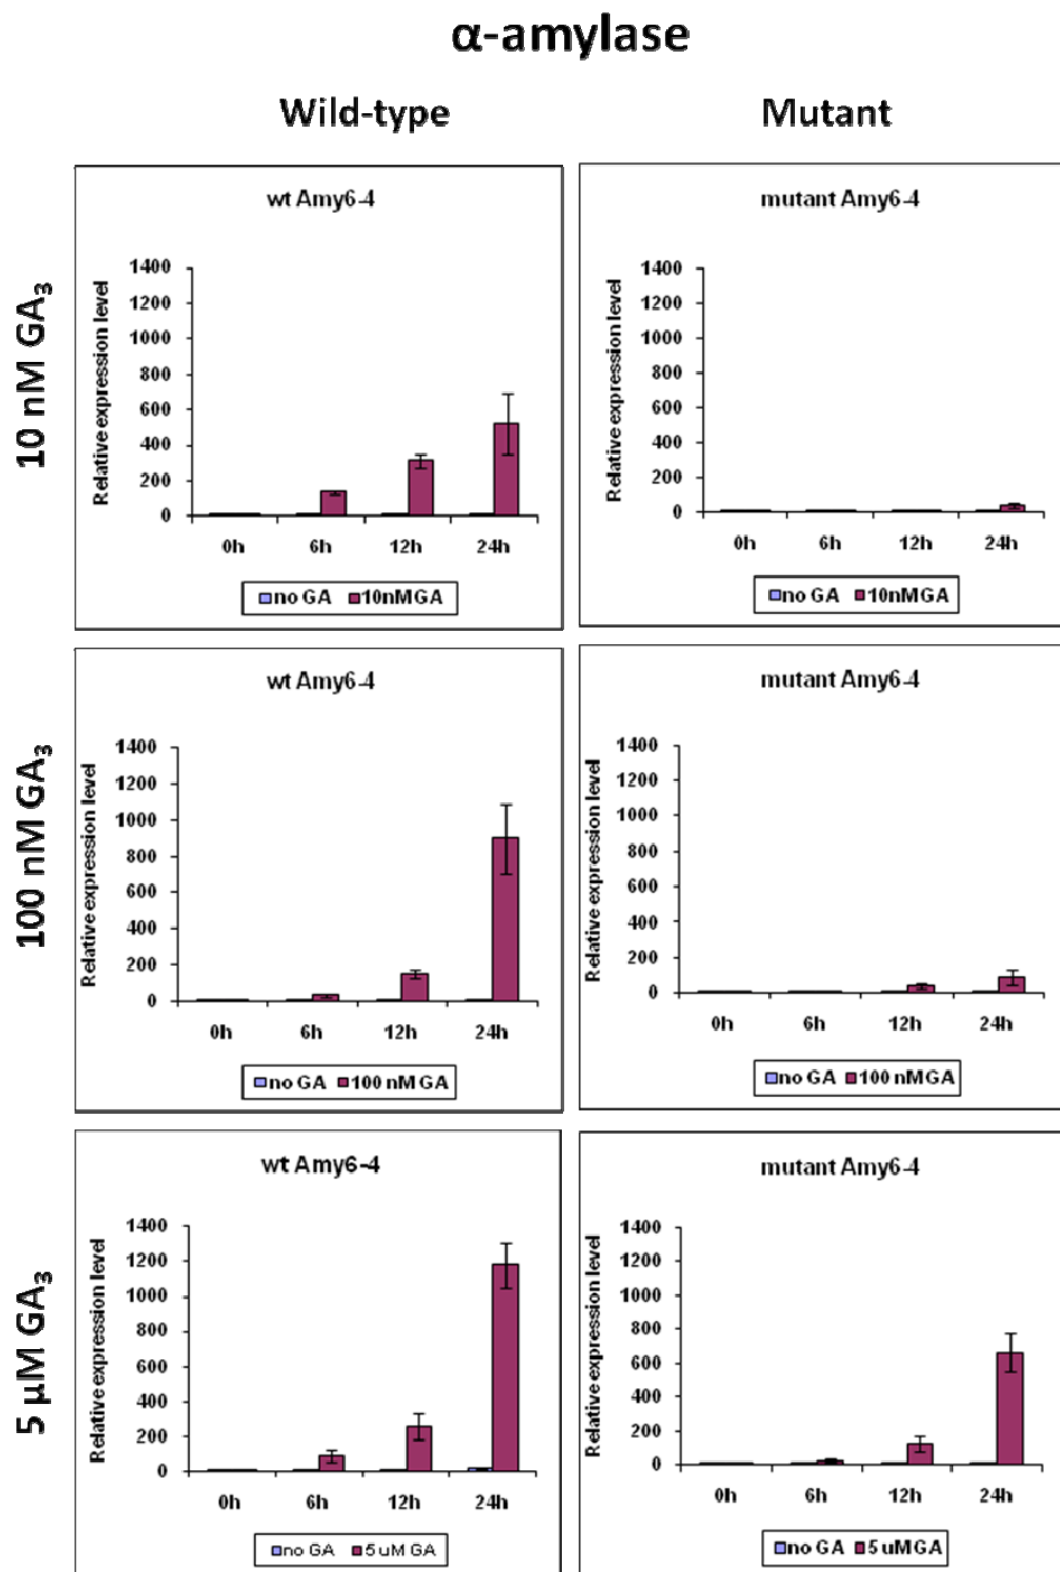 α-amylase
Wild-type Mutant
10 nM GA₃
wt Amy6-4
Relative expression level
1400
1200
1000
800
600
400
200
0
0h 6h 12h 24h
no GA 10nMGA
mutant Amy6-4
Relative expression level
1400
1200
1000
800
600
400
200
0
0h 6h 12h 24h
no GA 10nMGA
100 nM GA₃
wt Amy6-4
Relative expression level
1400
1200
1000
800
600
400
200
0
0h 6h 12h 24h
no GA 100 nM GA
mutant Amy6-4
Relative expression level
1400
1200
1000
800
600
400
200
0
0h 6h 12h 24h
no GA 100 nMGA
5 µM GA₃
wt Amy6-4
Relative expression level
1400
1200
1000
800
600
400
200
0
0h 6h 12h 24h
no GA 5 uM GA
mutant Amy6-4
Relative expression level
1400
1200
1000
800
600
400
200
0
0h 6h 12h 24h
no GA 5 uMGA